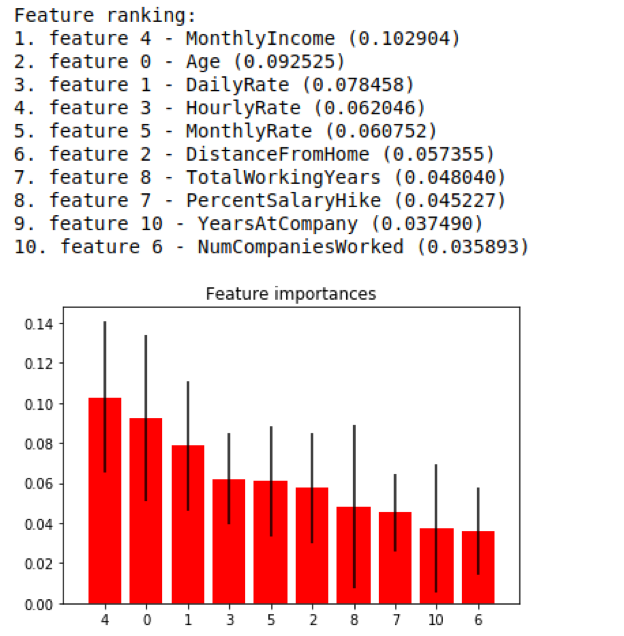 Feature ranking:
1. feature 4 - MonthlyIncome (0.102904)
2. feature 0 - Age (0.092525)
3. feature 1 - DailyRate (0.078458)
4. feature 3 - HourlyRate (0.062046)
5. feature 5 - MonthlyRate (0.060752)
6. feature 2 - DistanceFromHome (0.057355)
7. feature 8 - TotalWorkingYears (0.048040)
8. feature 7 - PercentSalaryHike (0.045227)
9. feature 10 - YearsAtCompany (0.037490)
10. feature 6 - NumCompaniesWorked (0.035893)
Feature importances
0.14
0.12
0.10
0.08
0.06
0.04
0.02
0.00
4 0 1 3 5 2 8 7 10 6